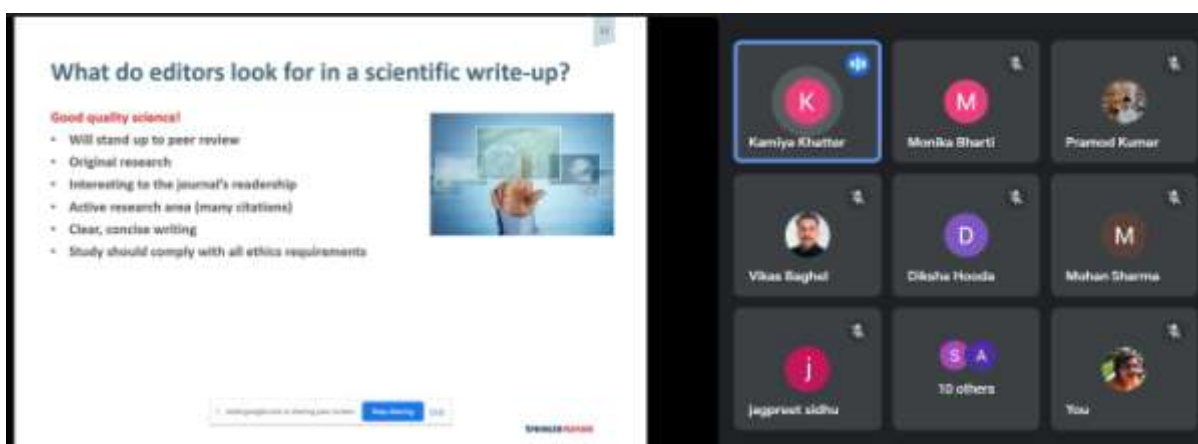 What do editors look for in a scientific write-up?
Good quality science!
• Will stand up to peer review
• Original research
• Interesting to the journal's readership
• Active research area (many citations)
• Clear, concise writing
• Study should comply with all ethics requirements
Stop sharing
Hide
SPRINGER NATURE
K
Kamiya Khatter
M
Monika Bharti
Pramod Kumar
Vikas Baghel
D
Diksha Hooda
M
Mohan Sharma
j
jagpreet sidhu
S A
10 others
You